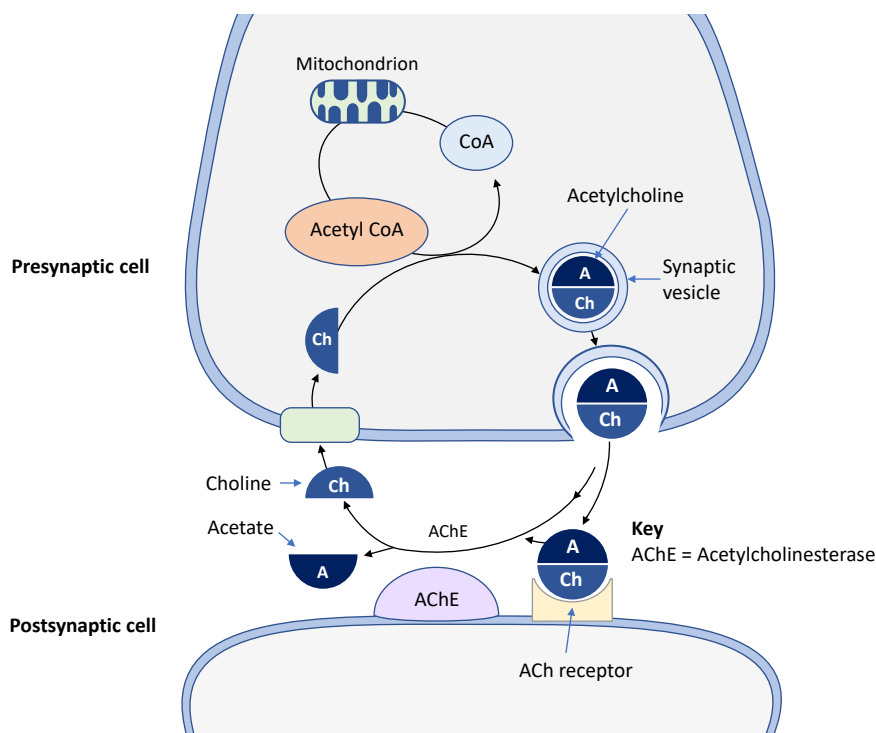 Mitochondrion
CoA
Acetylcholine
Acetyl CoA
Presynaptic cell
A
Ch
Synaptic
vesicle
Ch
A
Ch
Choline
Ch
Acetate
AChE
A
Ch
Key
AChE = Acetylcholinesterase
A
AChE
Postsynaptic cell
ACh receptor